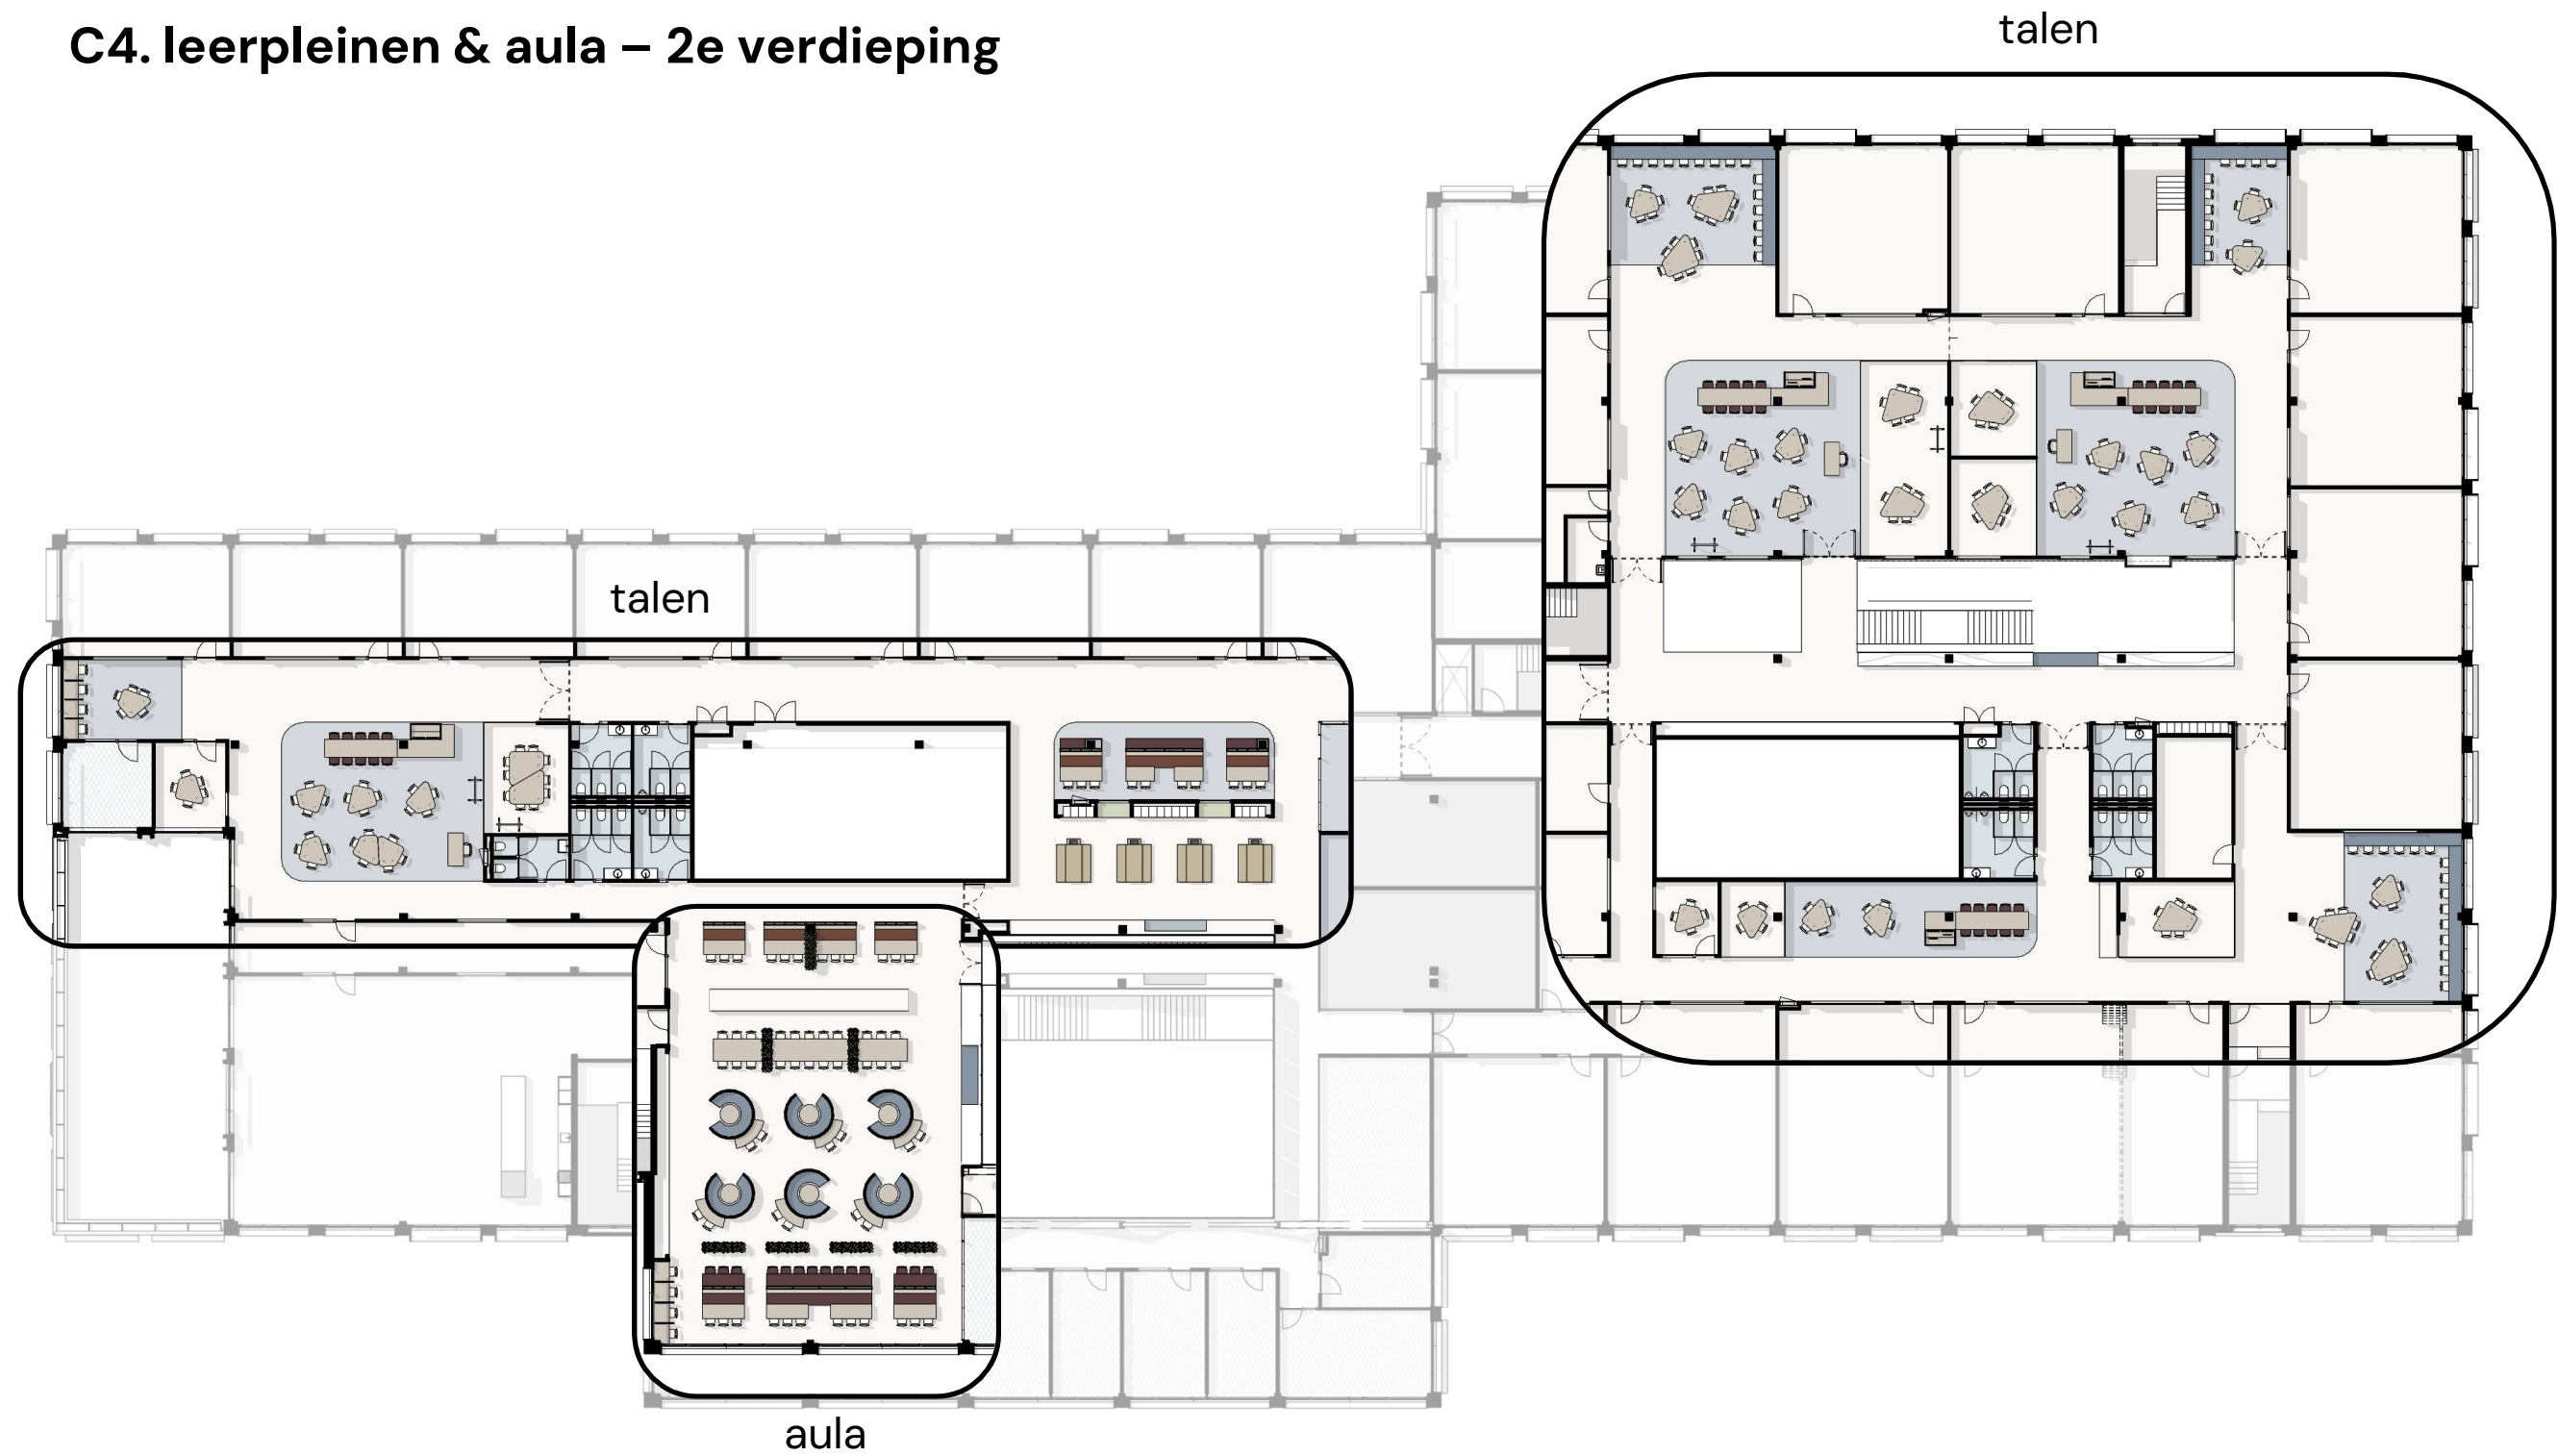 C4. leerpleinen & aula – 2e verdieping
talen
talen
aula